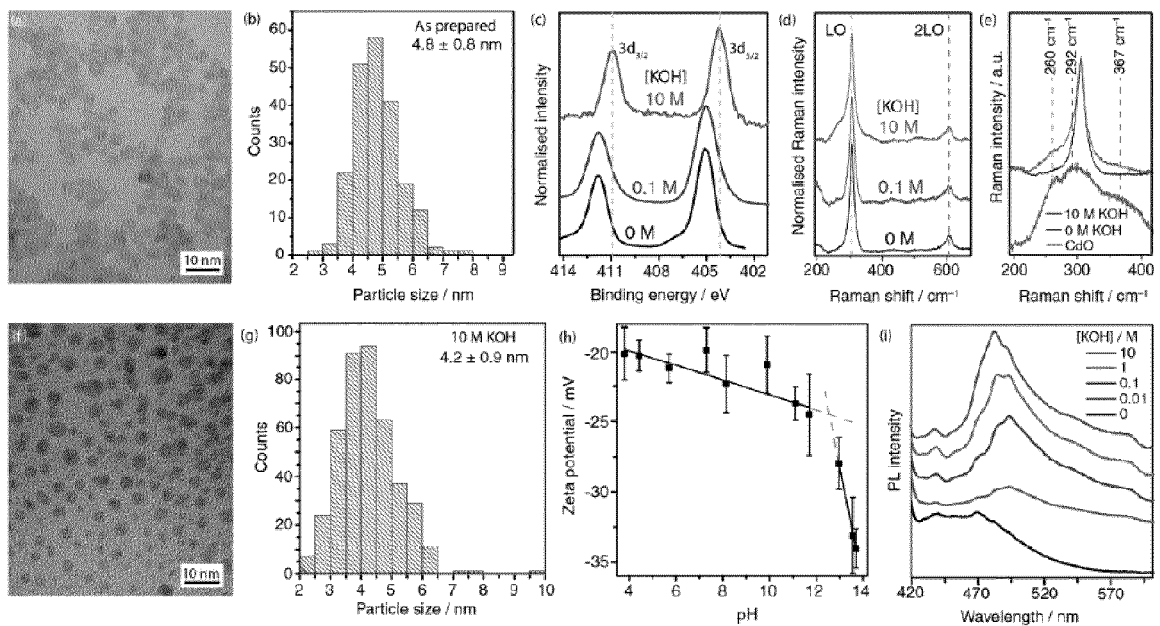 (b)
As prepared
4.8 ± 0.8 nm
Counts
60
50
40
30
20
10
0
2 3 4 5 6 7 8 9
Particle size / nm
10 nm
(c)
3d3/2
3d5/2
[KOH]
10 M
0.1 M
0 M
Normalised intensity
414 411 408 405 402
Binding energy / eV
(d)
LO
2LO
[KOH]
10 M
0.1 M
0 M
Normalised Raman intensity
200 400 600
Raman shift / cm⁻¹
(e)
260 cm⁻¹
292 cm⁻¹
367 cm⁻¹
Raman intensity / a.u.
10 M KOH
0 M KOH
CdO
200 300 400
Raman shift / cm⁻¹
10 nm
(g)
10 M KOH
4.2 ± 0.9 nm
Counts
100
80
60
40
20
0
2 3 4 5 6 7 8 9 10
Particle size / nm
(h)
Zeta potential / mV
-20
-25
-30
-35
4 6 8 10 12 14
pH
(i)
[KOH] / M
10
1
0.1
0.01
0
PL intensity
420 470 520 570
Wavelength / nm